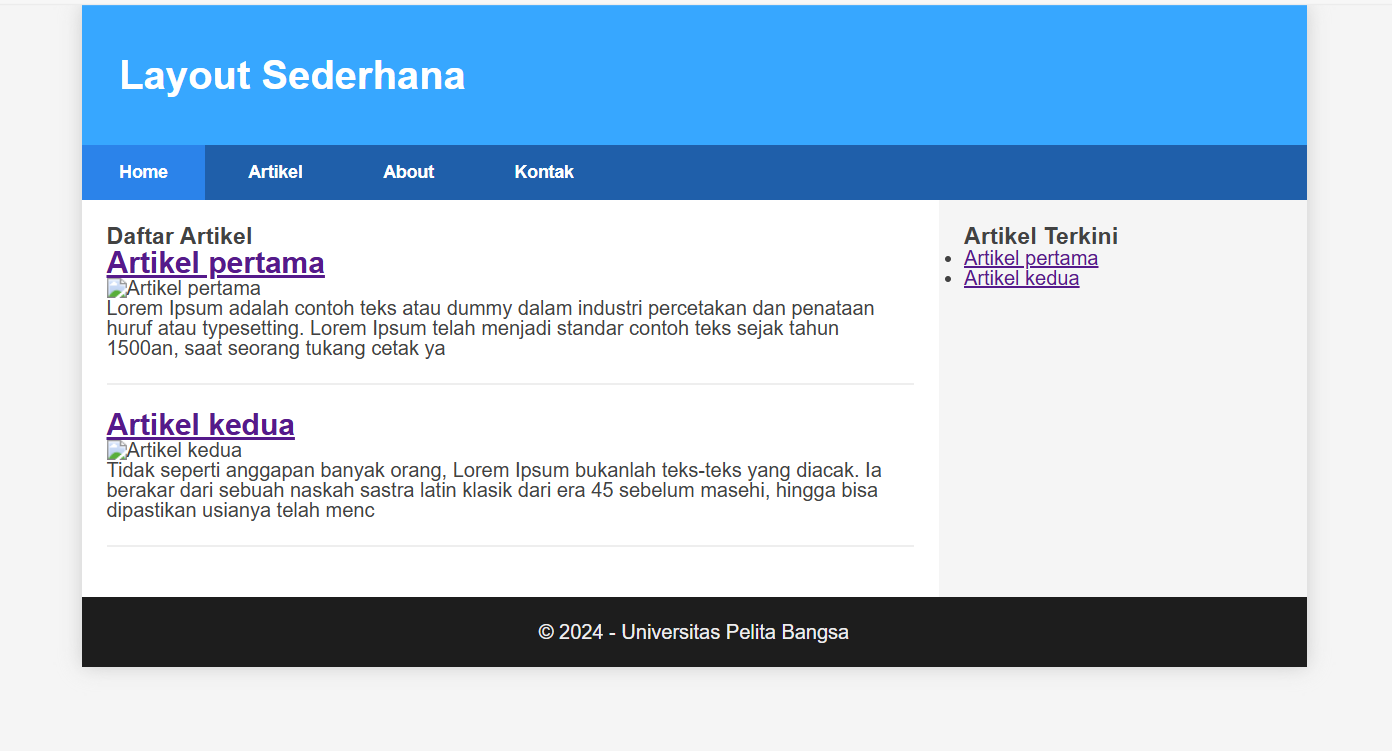 Layout Sederhana
Home Artikel About Kontak
Daftar Artikel
Artikel pertama
Artikel pertama
Lorem Ipsum adalah contoh teks atau dummy dalam industri percetakan dan penataan
huruf atau typesetting. Lorem Ipsum telah menjadi standar contoh teks sejak tahun
1500an, saat seorang tukang cetak ya
Artikel kedua
Artikel kedua
Tidak seperti anggapan banyak orang, Lorem Ipsum bukanlah teks-teks yang diacak. Ia
berakar dari sebuah naskah sastra latin klasik dari era 45 sebelum masehi, hingga bisa
dipastikan usianya telah menc
Artikel Terkini
Artikel pertama
Artikel kedua
© 2024 - Universitas Pelita Bangsa